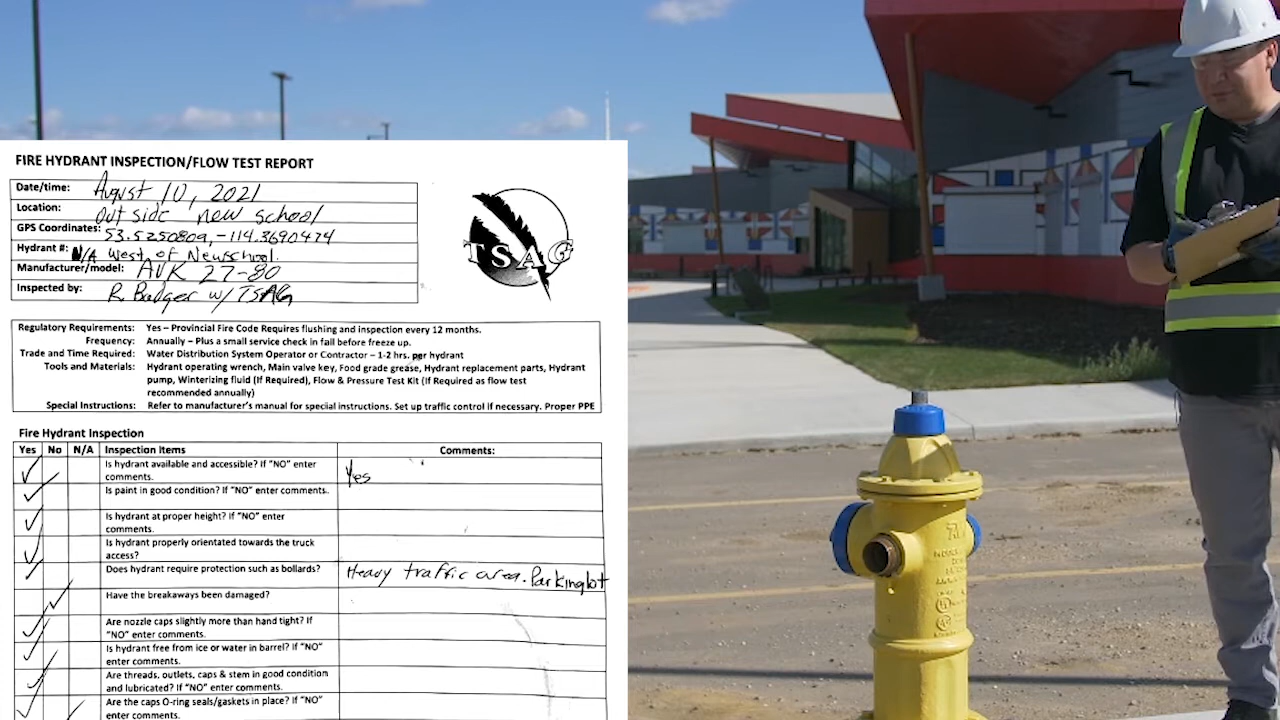 FIRE HYDRANT INSPECTION/FLOW TEST REPORT
Date/time: August 10, 2021
Location: Outside new school
GPS Coordinates: 53.5250809, -114.3690474
Hydrant #: N/A West of New school.
Manufacturer/model: AVK 27-80
Inspected by: R. Badger w/ TSAG
TSAG
Regulatory Requirements: Yes – Provincial Fire Code Requires flushing and inspection every 12 months.
Frequency: Annually – Plus a small service check in fall before freeze up.
Trade and Time Required: Water Distribution System Operator or Contractor – 1-2 hrs. per hydrant
Tools and Materials: Hydrant operating wrench, Main valve key, Food grade grease, Hydrant replacement parts, Hydrant
pump, Winterizing fluid (If Required), Flow & Pressure Test Kit (If Required as flow test
recommended annually)
Special Instructions: Refer to manufacturer's manual for special instructions. Set up traffic control if necessary. Proper PPE
Fire Hydrant Inspection
Yes No N/A Inspection Items Comments:
Is hydrant available and accessible? If "NO" enter
comments. Yes
Is paint in good condition? If "NO" enter comments.
Is hydrant at proper height? If "NO" enter
comments.
Is hydrant properly orientated towards the truck
access?
Does hydrant require protection such as bollards? Heavy traffic area. Parking lot
Have the breakaways been damaged?
Are nozzle caps slightly more than hand tight? If
"NO" enter comments.
Is hydrant free from ice or water in barrel? If "NO"
enter comments.
Are threads, outlets, caps & stem in good condition
and lubricated? If "NO" enter comments.
Are the caps O-ring seals/gaskets in place? If "NO"
enter comments.